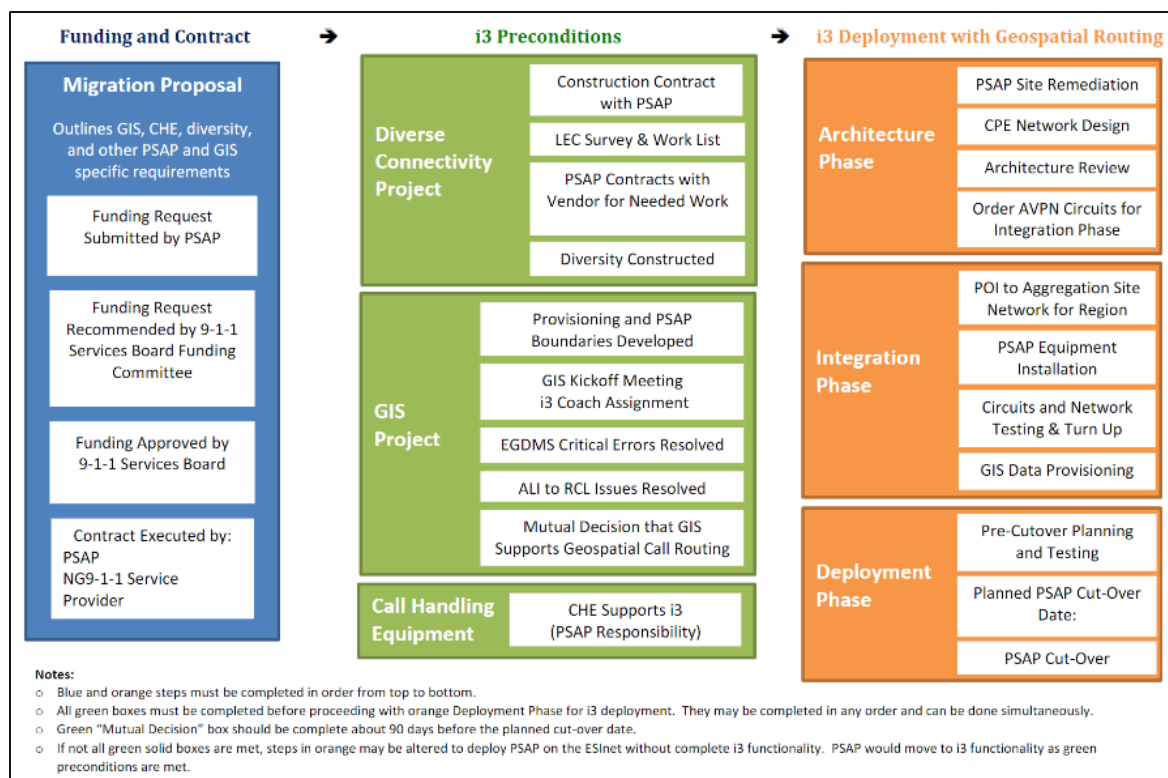 Funding and Contract
➔
i3 Preconditions
➔
i3 Deployment with Geospatial Routing
Migration Proposal
Outlines GIS, CHE, diversity,
and other PSAP and GIS
specific requirements
Funding Request
Submitted by PSAP
Funding Request
Recommended by 9-1-1
Services Board Funding
Committee
Funding Approved by
9-1-1 Services Board
Contract Executed by:
PSAP
NG9-1-1 Service
Provider
Diverse
Connectivity
Project
Construction Contract
with PSAP
LEC Survey & Work List
PSAP Contracts with
Vendor for Needed Work
Diversity Constructed
GIS
Project
Provisioning and PSAP
Boundaries Developed
GIS Kickoff Meeting
i3 Coach Assignment
EGDMS Critical Errors Resolved
ALI to RCL Issues Resolved
Mutual Decision that GIS
Supports Geospatial Call Routing
Call Handling
Equipment
CHE Supports i3
(PSAP Responsibility)
Architecture
Phase
PSAP Site Remediation
CPE Network Design
Architecture Review
Order AVPN Circuits for
Integration Phase
Integration
Phase
POI to Aggregation Site
Network for Region
PSAP Equipment
Installation
Circuits and Network
Testing & Turn Up
GIS Data Provisioning
Deployment
Phase
Pre-Cutover Planning
and Testing
Planned PSAP Cut-Over
Date:
PSAP Cut-Over
Notes:
o Blue and orange steps must be completed in order from top to bottom.
o All green boxes must be completed before proceeding with orange Deployment Phase for i3 deployment. They may be completed in any order and can be done simultaneously.
o Green “Mutual Decision” box should be complete about 90 days before the planned cut-over date.
o If not all green solid boxes are met, steps in orange may be altered to deploy PSAP on the ESInet without complete i3 functionality. PSAP would move to i3 functionality as green
preconditions are met.